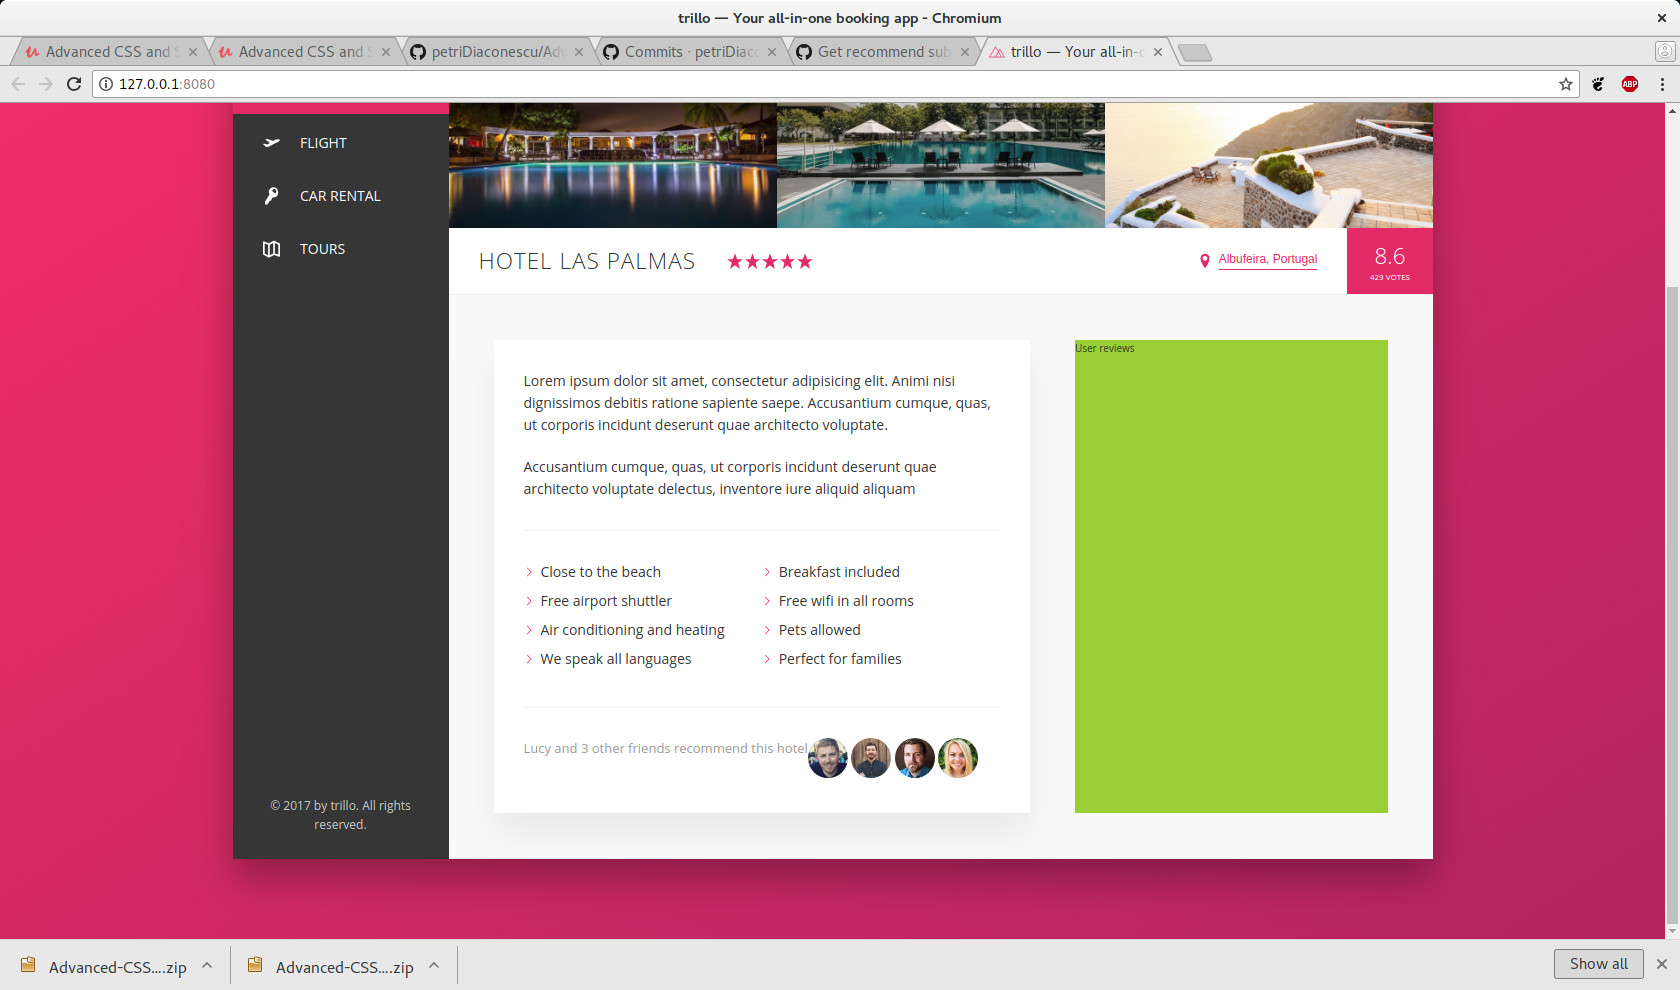 trillo — Your all-in-one booking app - Chromium
Advanced CSS and S
Advanced CSS and S
petriDiaconescu/Adv
Commits · petriDiaco
Get recommend sub
trillo — Your all-in-o
127.0.0.1:8080
ABP
FLIGHT
CAR RENTAL
TOURS
© 2017 by trillo. All rights
reserved.
HOTEL LAS PALMAS
Albufeira, Portugal
8.6
429 VOTES
Lorem ipsum dolor sit amet, consectetur adipisicing elit. Animi nisi
dignissimos debitis ratione sapiente saepe. Accusantium cumque, quas,
ut corporis incidunt deserunt quae architecto voluptate.
Accusantium cumque, quas, ut corporis incidunt deserunt quae
architecto voluptate delectus, inventore iure aliquid aliquam
Close to the beach
Breakfast included
Free airport shuttler
Free wifi in all rooms
Air conditioning and heating
Pets allowed
We speak all languages
Perfect for families
Lucy and 3 other friends recommend this hotel.
User reviews
Advanced-CSS....zip
Advanced-CSS....zip
Show all